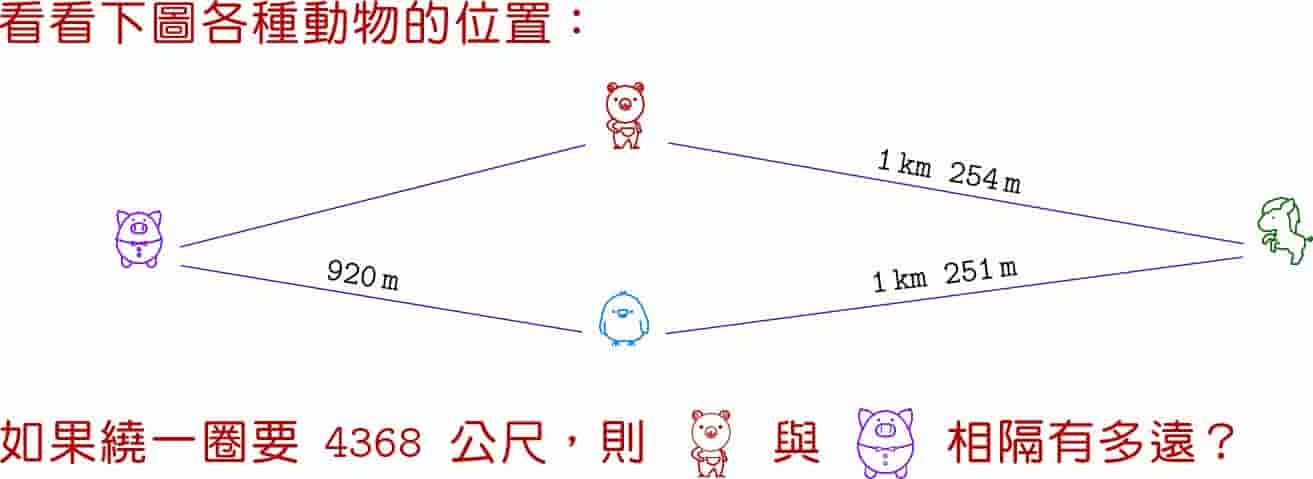 看看下圖各種動物的位置：
1 km 254 m
920 m
1 km 251 m
如果繞一圈要 4368 公尺，則 與 相隔有多遠？